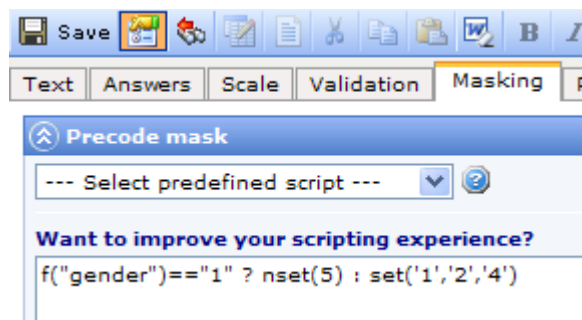 Save B I
Text Answers Scale Validation Masking
Precode mask
--- Select predefined script ---
Want to improve your scripting experience?
f("gender")=="1" ? nset(5) : set('1','2','4')